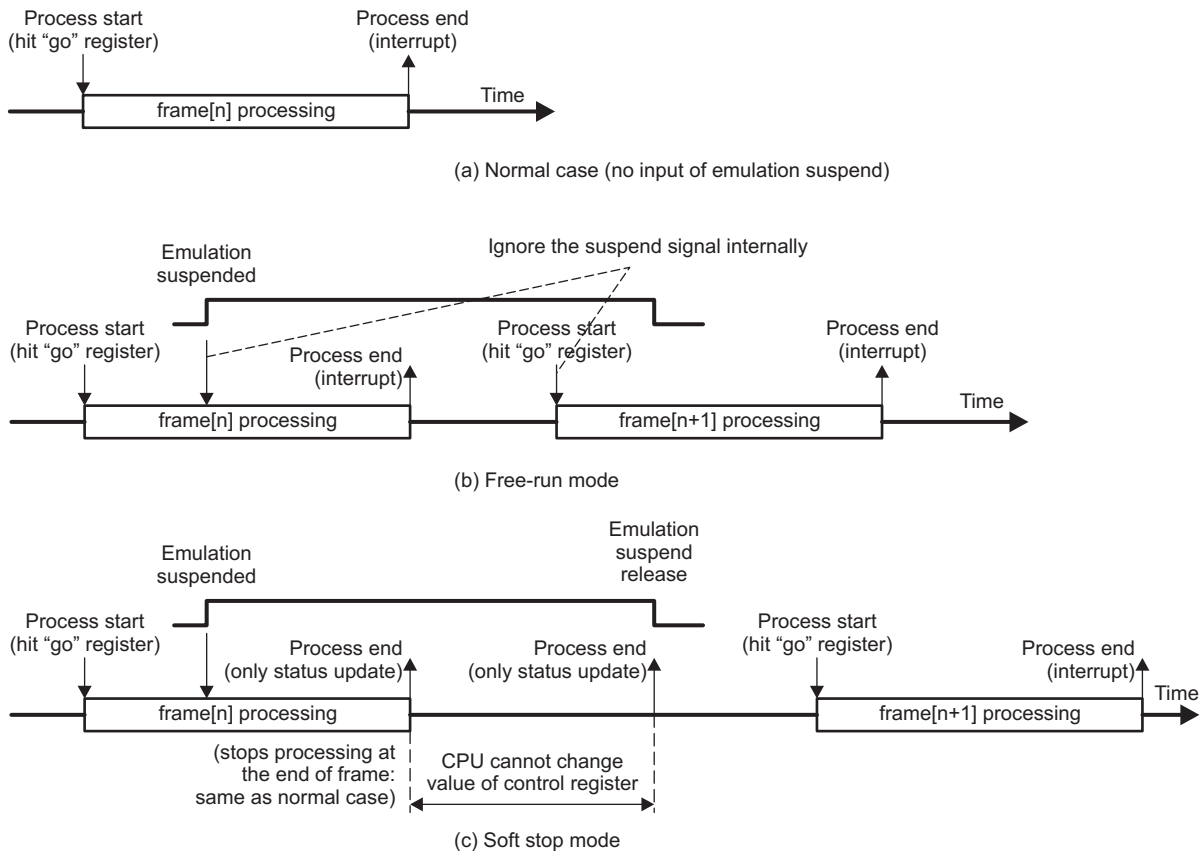 Process start
(hit “go” register)
Process end
(interrupt)
Time
frame[n] processing
(a) Normal case (no input of emulation suspend)
Emulation
suspended
Ignore the suspend signal internally
Process start
(hit “go” register)
Process end
(interrupt)
Process start
(hit “go” register)
Process end
(interrupt)
Time
frame[n] processing
frame[n+1] processing
(b) Free-run mode
Emulation
suspended
Emulation
suspend
release
Process start
(hit “go” register)
Process end
(only status update)
Process end
(only status update)
Process start
(hit “go” register)
Process end
(interrupt)
Time
frame[n] processing
frame[n+1] processing
(stops processing at
the end of frame:
same as normal case)
CPU cannot change
value of control register
(c) Soft stop mode